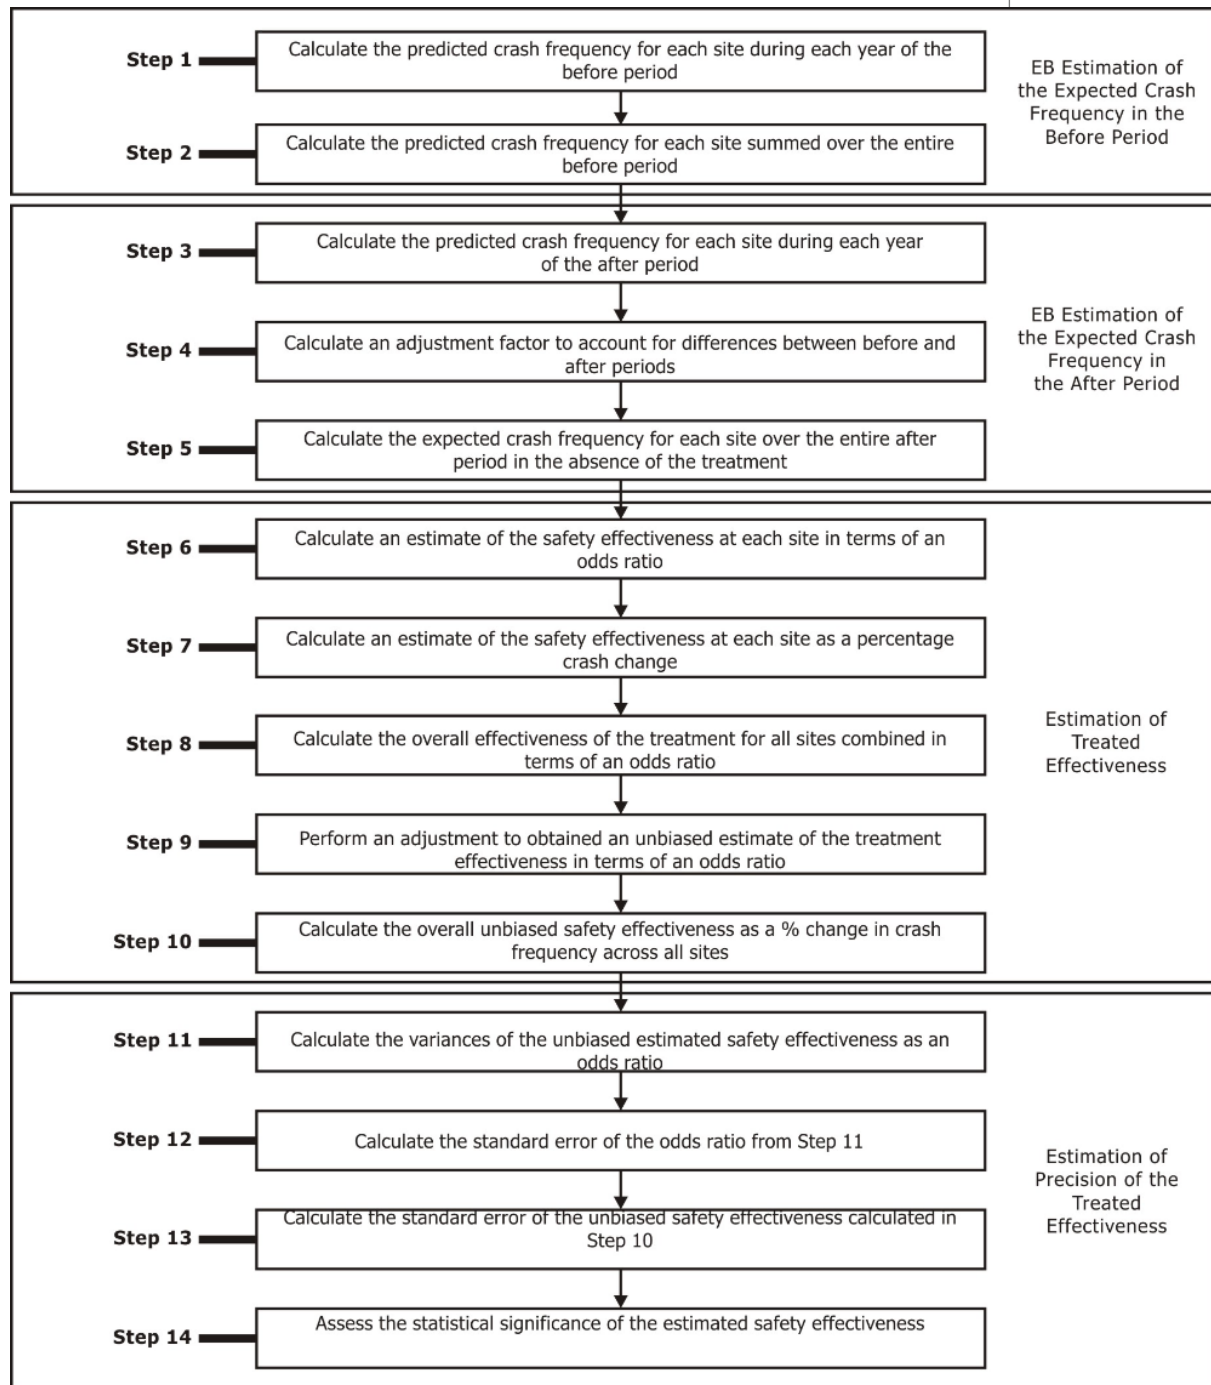 Step 1
Calculate the predicted crash frequency for each site during each year of the
before period
Step 2
Calculate the predicted crash frequency for each site summed over the entire
before period
EB Estimation of
the Expected Crash
Frequency in the
Before Period
Step 3
Calculate the predicted crash frequency for each site during each year
of the after period
Step 4
Calculate an adjustment factor to account for differences between before and
after periods
Step 5
Calculate the expected crash frequency for each site over the entire after
period in the absence of the treatment
EB Estimation of
the Expected Crash
Frequency in
the After Period
Step 6
Calculate an estimate of the safety effectiveness at each site in terms of an
odds ratio
Step 7
Calculate an estimate of the safety effectiveness at each site as a percentage
crash change
Step 8
Calculate the overall effectiveness of the treatment for all sites combined in
terms of an odds ratio
Step 9
Perform an adjustment to obtained an unbiased estimate of the treatment
effectiveness in terms of an odds ratio
Step 10
Calculate the overall unbiased safety effectiveness as a % change in crash
frequency across all sites
Estimation of
Treated
Effectiveness
Step 11
Calculate the variances of the unbiased estimated safety effectiveness as an
odds ratio
Step 12
Calculate the standard error of the odds ratio from Step 11
Step 13
Calculate the standard error of the unbiased safety effectiveness calculated in
Step 10
Step 14
Assess the statistical significance of the estimated safety effectiveness
Estimation of
Precision of the
Treated
Effectiveness